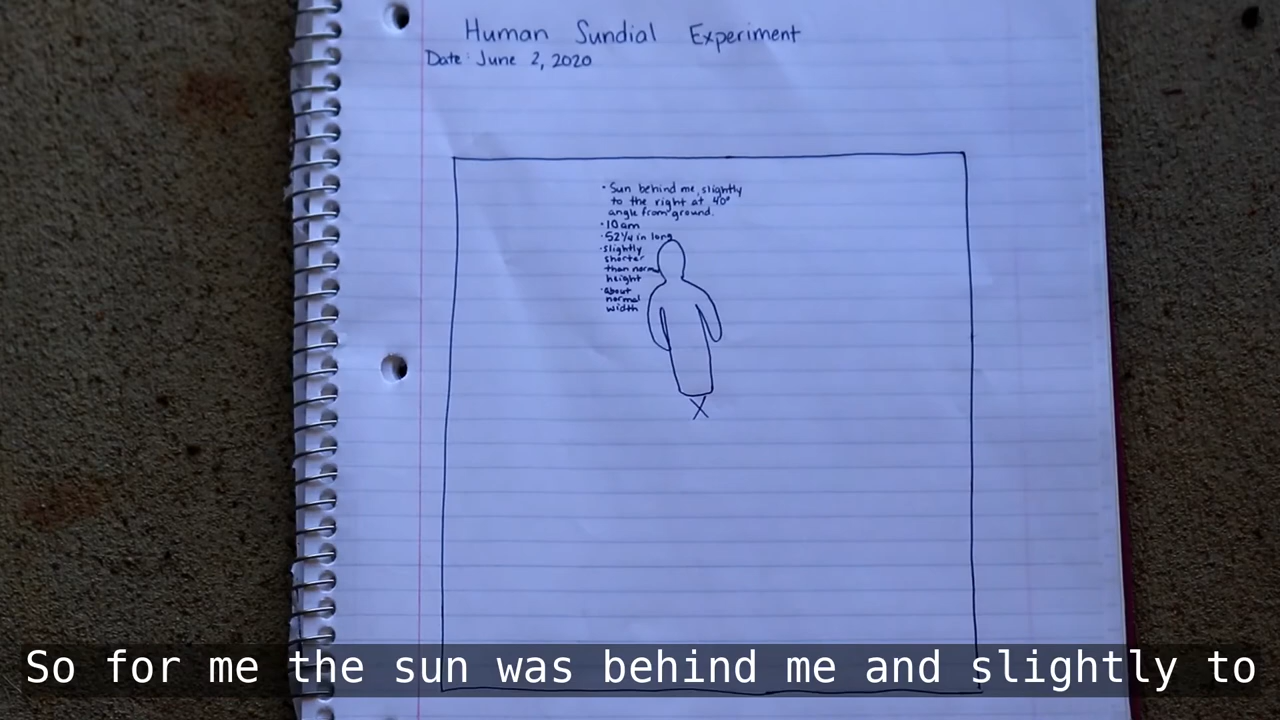 Human Sundial Experiment
Date: June 2, 2020
· Sun behind me, slightly
to the right at 40°
angle from ground.
· 10 am
· 52 1/4 in long
· slightly
shorter
than norm
height
· about
normal
width
X
So for me the sun was behind me and slightly to